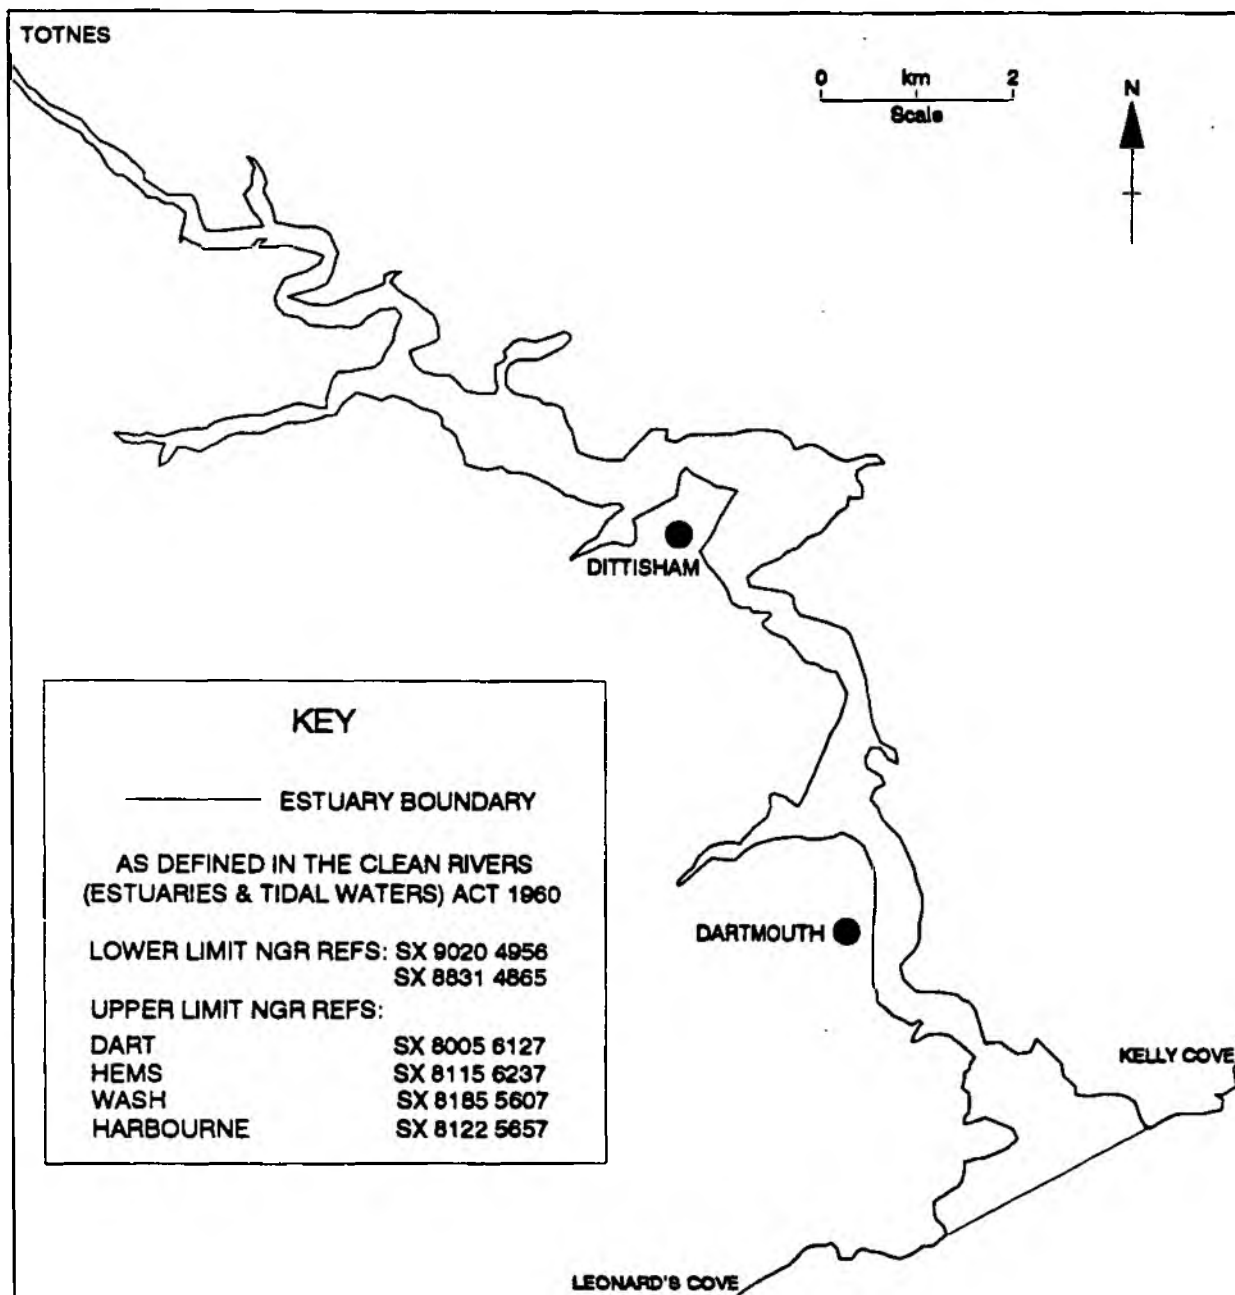 TOTNES
0 km 2
Scale
N
DITTISHAM
KEY
ESTUARY BOUNDARY
AS DEFINED IN THE CLEAN RIVERS
(ESTUARIES & TIDAL WATERS) ACT 1960
LOWER LIMIT NGR REFS: SX 9020 4956
SX 8831 4865
UPPER LIMIT NGR REFS:
DART SX 8005 6127
HEMS SX 8115 6237
WASH SX 8185 5607
HARBOURNE SX 8122 5657
DARTMOUTH
KELLY COVE
LEONARD'S COVE